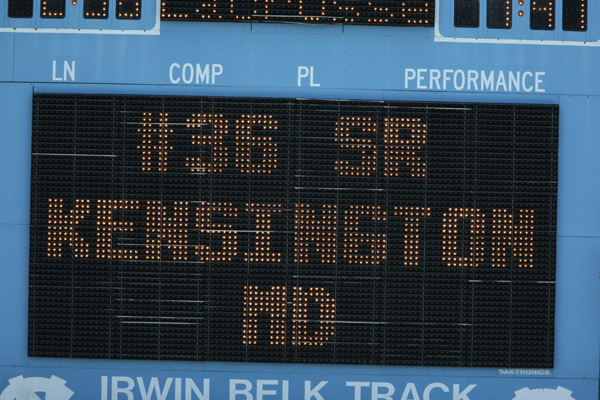 LN COMP PL PERFORMANCE
#36 SR
KENSINGTON
MD
DAKTRONICS
IRWIN BELK TRACK